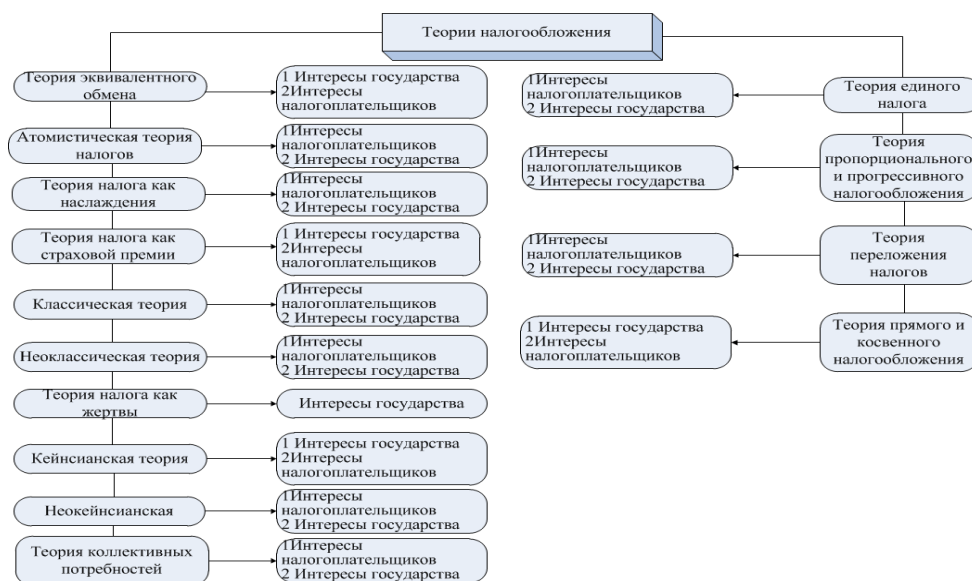 Теории налогообложения
Теория эквивалентного
обмена
1 Интересы государства
2Интересы
налогоплательщиков
Атомистическая теория
налогов
1Интересы
налогоплательщиков
2 Интересы государства
Теория налога как
наслаждения
1Интересы
налогоплательщиков
2 Интересы государства
Теория налога как
страховой премии
1 Интересы государства
2Интересы
налогоплательщиков
Классическая теория
1Интересы
налогоплательщиков
2 Интересы государства
Неоклассическая теория
1Интересы
налогоплательщиков
2 Интересы государства
Теория налога как
жертвы
Интересы государства
Кейнсианская теория
1 Интересы государства
2Интересы
налогоплательщиков
Неокейнсианская
1Интересы
налогоплательщиков
2 Интересы государства
Теория коллективных
потребностей
1Интересы
налогоплательщиков
2 Интересы государства
1Интересы
налогоплательщиков
2 Интересы государства
Теория единого
налога
1Интересы
налогоплательщиков
2 Интересы государства
Теория
пропорционального
и прогрессивного
налогообложения
1Интересы
налогоплательщиков
2 Интересы государства
Теория
переложения
налогов
1 Интересы государства
2Интересы
налогоплательщиков
Теория прямого и
косвенного
налогообложения